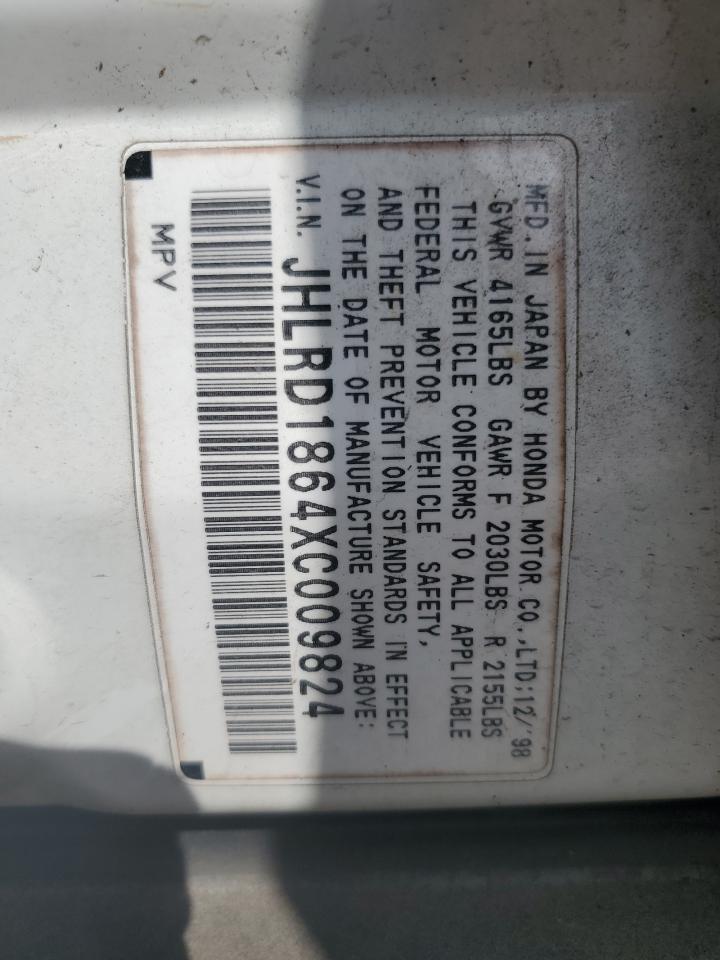 MFD. IN JAPAN BY HONDA MOTOR CO.,LTD:12/'98
GVWR 4165LBS GAWR F 2030LBS R 2155LBS
THIS VEHICLE CONFORMS TO ALL APPLICABLE
FEDERAL MOTOR VEHICLE SAFETY,
AND THEFT PREVENTION STANDARDS IN EFFECT
ON THE DATE OF MANUFACTURE SHOWN ABOVE:
V.I.N. JHLRD1864XC009824
MPV